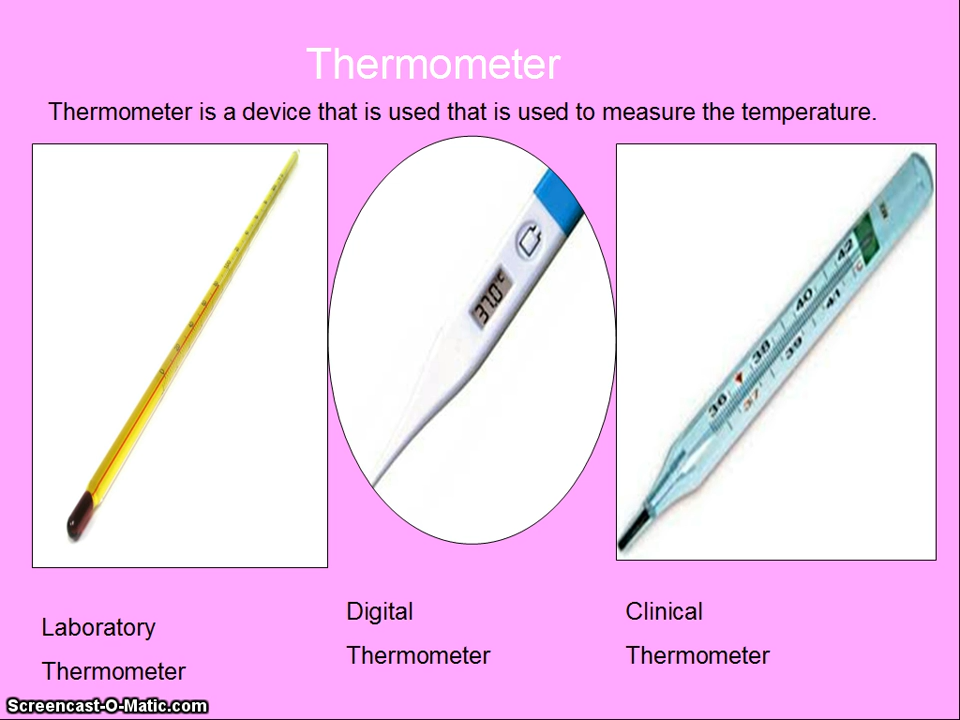 Thermometer
Thermometer is a device that is used that is used to measure the temperature.
37.0°C
42
40
41
38
39
36
37
Laboratory
Thermometer
Digital
Thermometer
Clinical
Thermometer
Screencast-O-Matic.com